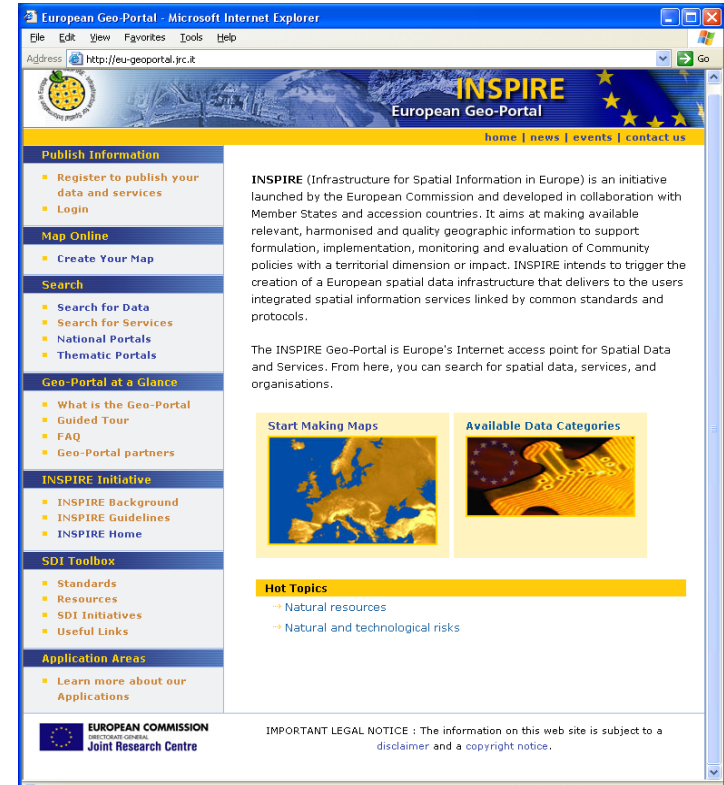 European Geo-Portal - Microsoft Internet Explorer
File Edit View Favorites Tools Help
Address http://eu-geoportal.jrc.it Go
INSPIRE
European Geo-Portal
home | news | events | contact us
Publish Information
Register to publish your
data and services
Login
Map Online
Create Your Map
Search
Search for Data
Search for Services
National Portals
Thematic Portals
Geo-Portal at a Glance
What is the Geo-Portal
Guided Tour
FAQ
Geo-Portal partners
INSPIRE Initiative
INSPIRE Background
INSPIRE Guidelines
INSPIRE Home
SDI Toolbox
Standards
Resources
SDI Initiatives
Useful Links
Application Areas
Learn more about our
Applications
INSPIRE (Infrastructure for Spatial Information in Europe) is an initiative
launched by the European Commission and developed in collaboration with
Member States and accession countries. It aims at making available
relevant, harmonised and quality geographic information to support
formulation, implementation, monitoring and evaluation of Community
policies with a territorial dimension or impact. INSPIRE intends to trigger the
creation of a European spatial data infrastructure that delivers to the users
integrated spatial information services linked by common standards and
protocols.
The INSPIRE Geo-Portal is Europe's Internet access point for Spatial Data
and Services. From here, you can search for spatial data, services, and
organisations.
Start Making Maps
Available Data Categories
Hot Topics
Natural resources
Natural and technological risks
EUROPEAN COMMISSION
DIRECTORATE-GENERAL
Joint Research Centre
IMPORTANT LEGAL NOTICE : The information on this web site is subject to a
disclaimer and a copyright notice.